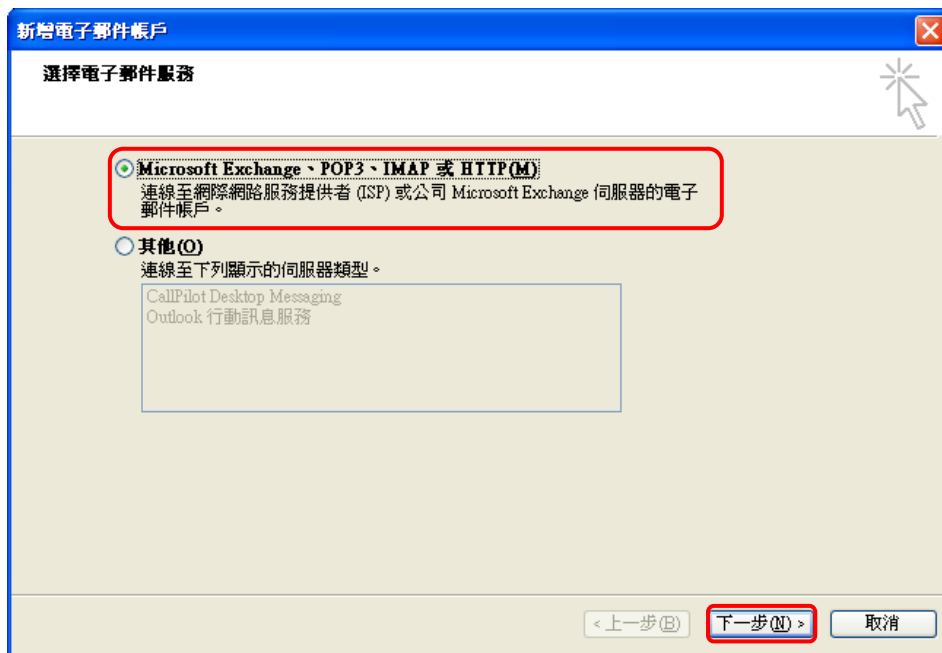 新增電子郵件帳戶
選擇電子郵件服務
Microsoft Exchange、POP3、IMAP 或 HTTP(M)
連線至網際網路服務提供者 (ISP) 或公司 Microsoft Exchange 伺服器的電子
郵件帳戶。
其他(O)
連線至下列顯示的伺服器類型。
CallPilot Desktop Messaging
Outlook 行動訊息服務
<上一步(B) 下一步(N) > 取消